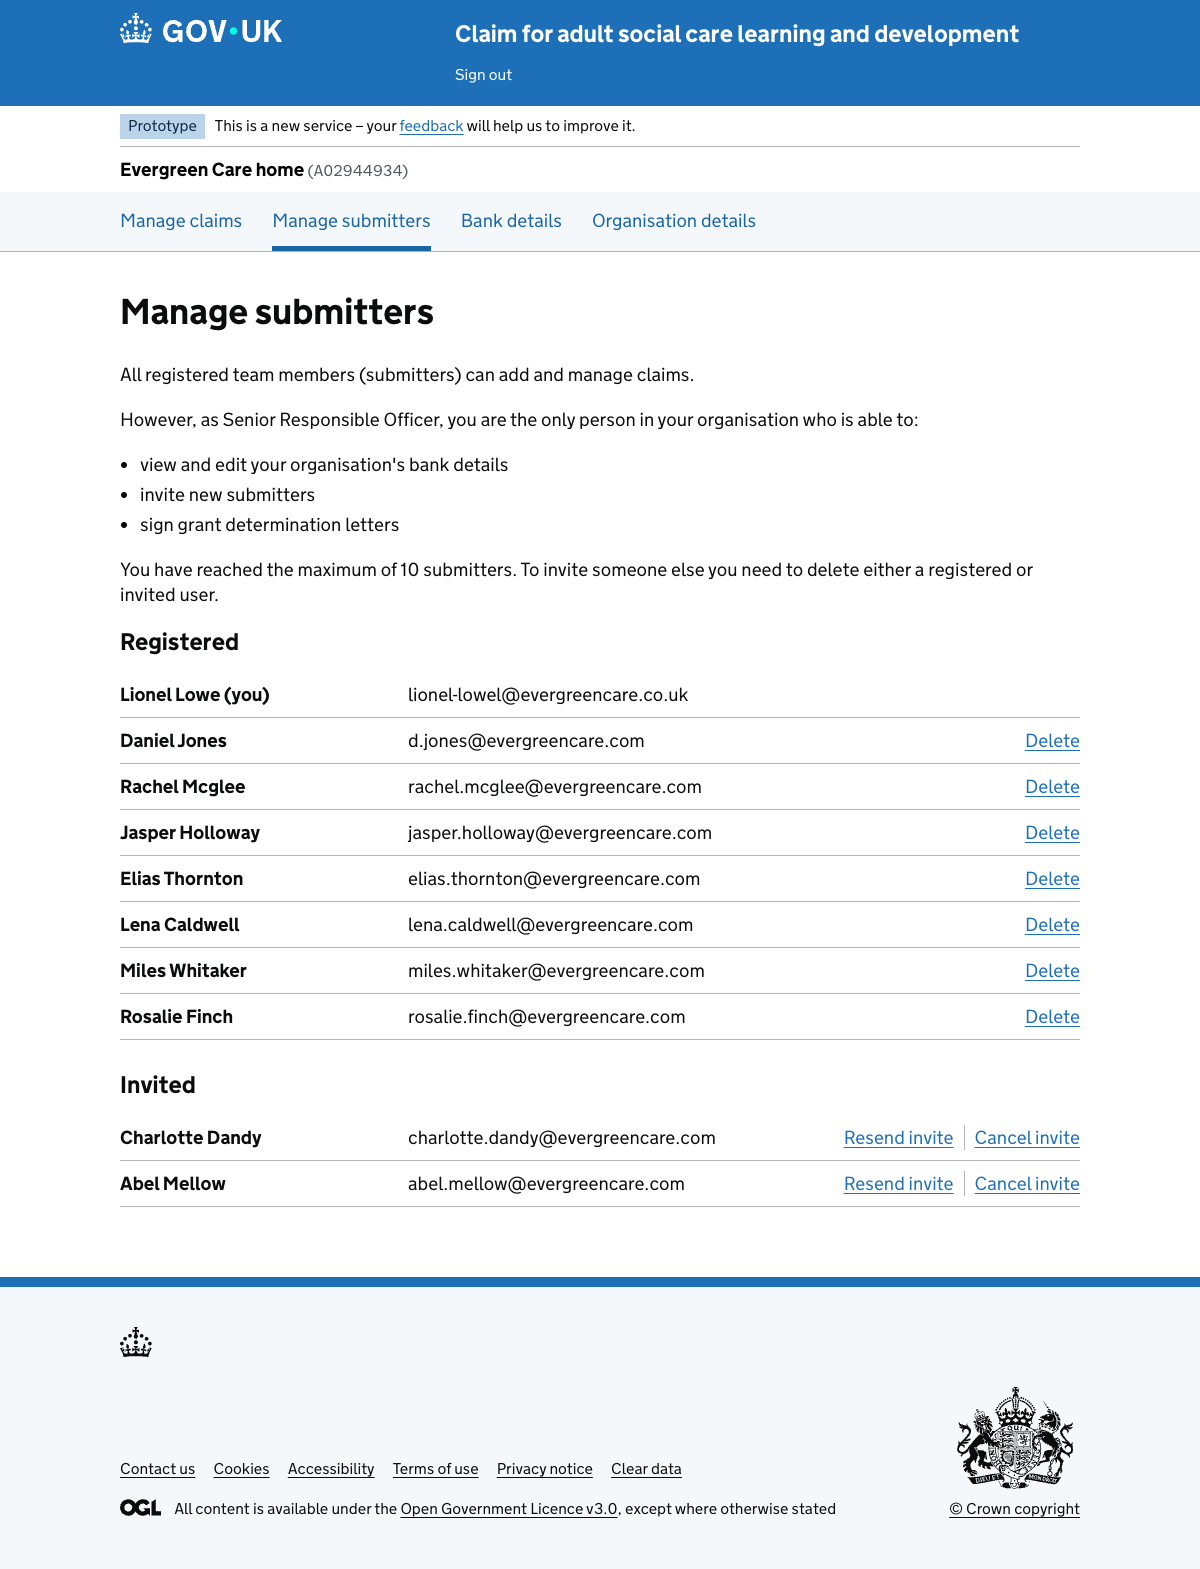 GOV·UK
Claim for adult social care learning and development
Sign out
Prototype This is a new service – your feedback will help us to improve it.
Evergreen Care home (A02944934)
Manage claims Manage submitters Bank details Organisation details
Manage submitters
All registered team members (submitters) can add and manage claims.
However, as Senior Responsible Officer, you are the only person in your organisation who is able to:
• view and edit your organisation's bank details
• invite new submitters
• sign grant determination letters
You have reached the maximum of 10 submitters. To invite someone else you need to delete either a registered or
invited user.
Registered
Lionel Lowe (you) lionel-lowel@evergreencare.co.uk
Daniel Jones d.jones@evergreencare.com Delete
Rachel Mcglee rachel.mcglee@evergreencare.com Delete
Jasper Holloway jasper.holloway@evergreencare.com Delete
Elias Thornton elias.thornton@evergreencare.com Delete
Lena Caldwell lena.caldwell@evergreencare.com Delete
Miles Whitaker miles.whitaker@evergreencare.com Delete
Rosalie Finch rosalie.finch@evergreencare.com Delete
Invited
Charlotte Dandy charlotte.dandy@evergreencare.com Resend invite Cancel invite
Abel Mellow abel.mellow@evergreencare.com Resend invite Cancel invite
Contact us Cookies Accessibility Terms of use Privacy notice Clear data
OGL All content is available under the Open Government Licence v3.0, except where otherwise stated
© Crown copyright